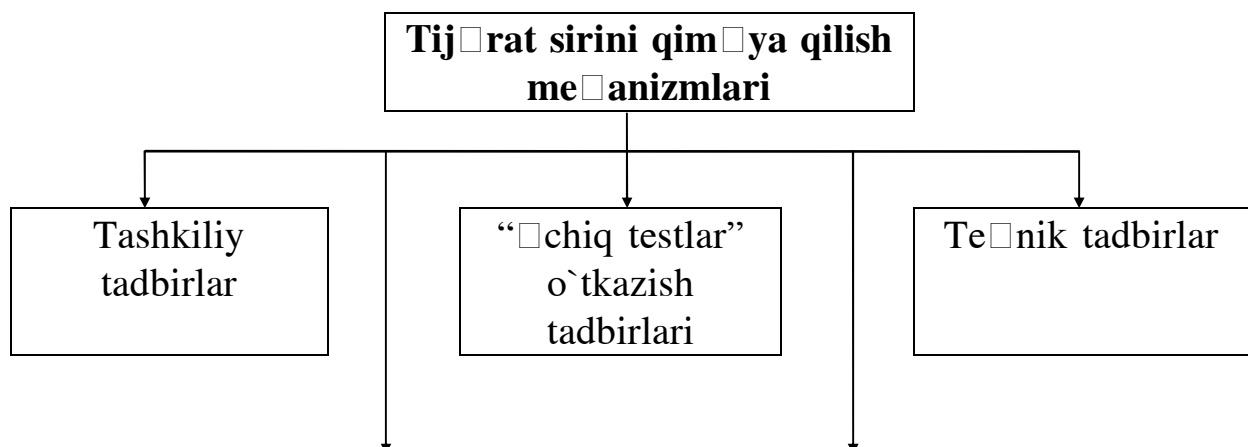 Tij□rat sirini qim□ya qilish
me□anizmlari
Tashkiliy
tadbirlar
“□chiq testlar”
o`tkazish
tadbirlari
Te□nik tadbirlar